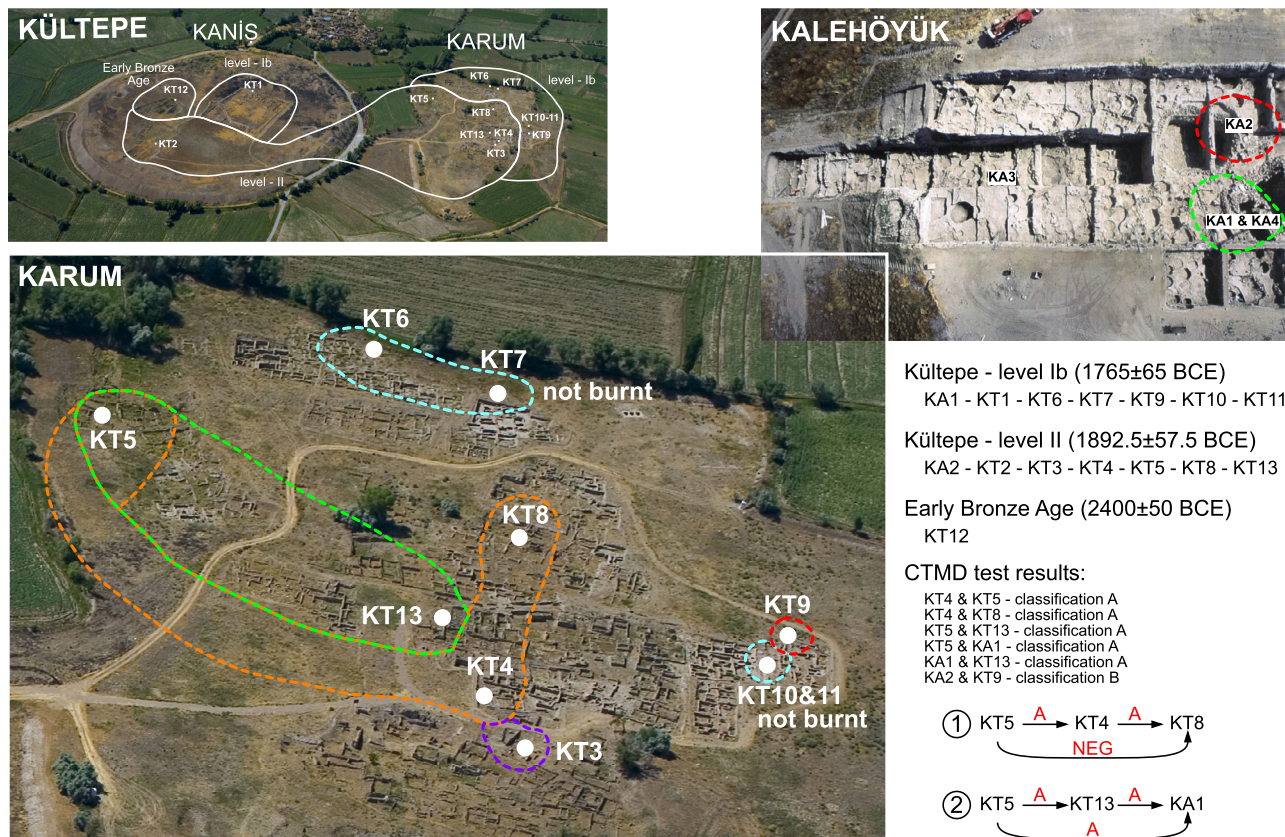 KÜLTEPE
KANİŞ
KARUM
level-Ib
level-Ib
Early Bronze
Age
KT12
KT1
KT2
level - II
KT5
KT6
KT7
KT8
KT10-11
KT13
KT4
KT9
KT3
KALEHÖYÜK
KA2
KA3
KA1 & KA4
KARUM
KT6
KT7
not burnt
KT5
KT8
KT13
KT9
KT4
KT10&11
not burnt
KT3
Kültepe - level Ib (1765±65 BCE)
KA1 - KT1 - KT6 - KT7 - KT9 - KT10 - KT11
Kültepe - level II (1892.5±57.5 BCE)
KA2 - KT2 - KT3 - KT4 - KT5 - KT8 - KT13
Early Bronze Age (2400±50 BCE)
KT12
CTMD test results:
KT4 & KT5 - classification A
KT4 & KT8 - classification A
KT5 & KT13 - classification A
KT5 & KA1 - classification A
KA1 & KT13 - classification A
KA2 & KT9 - classification B
1 KT5 A KT4 A KT8
NEG
2 KT5 A KT13 A KA1
A